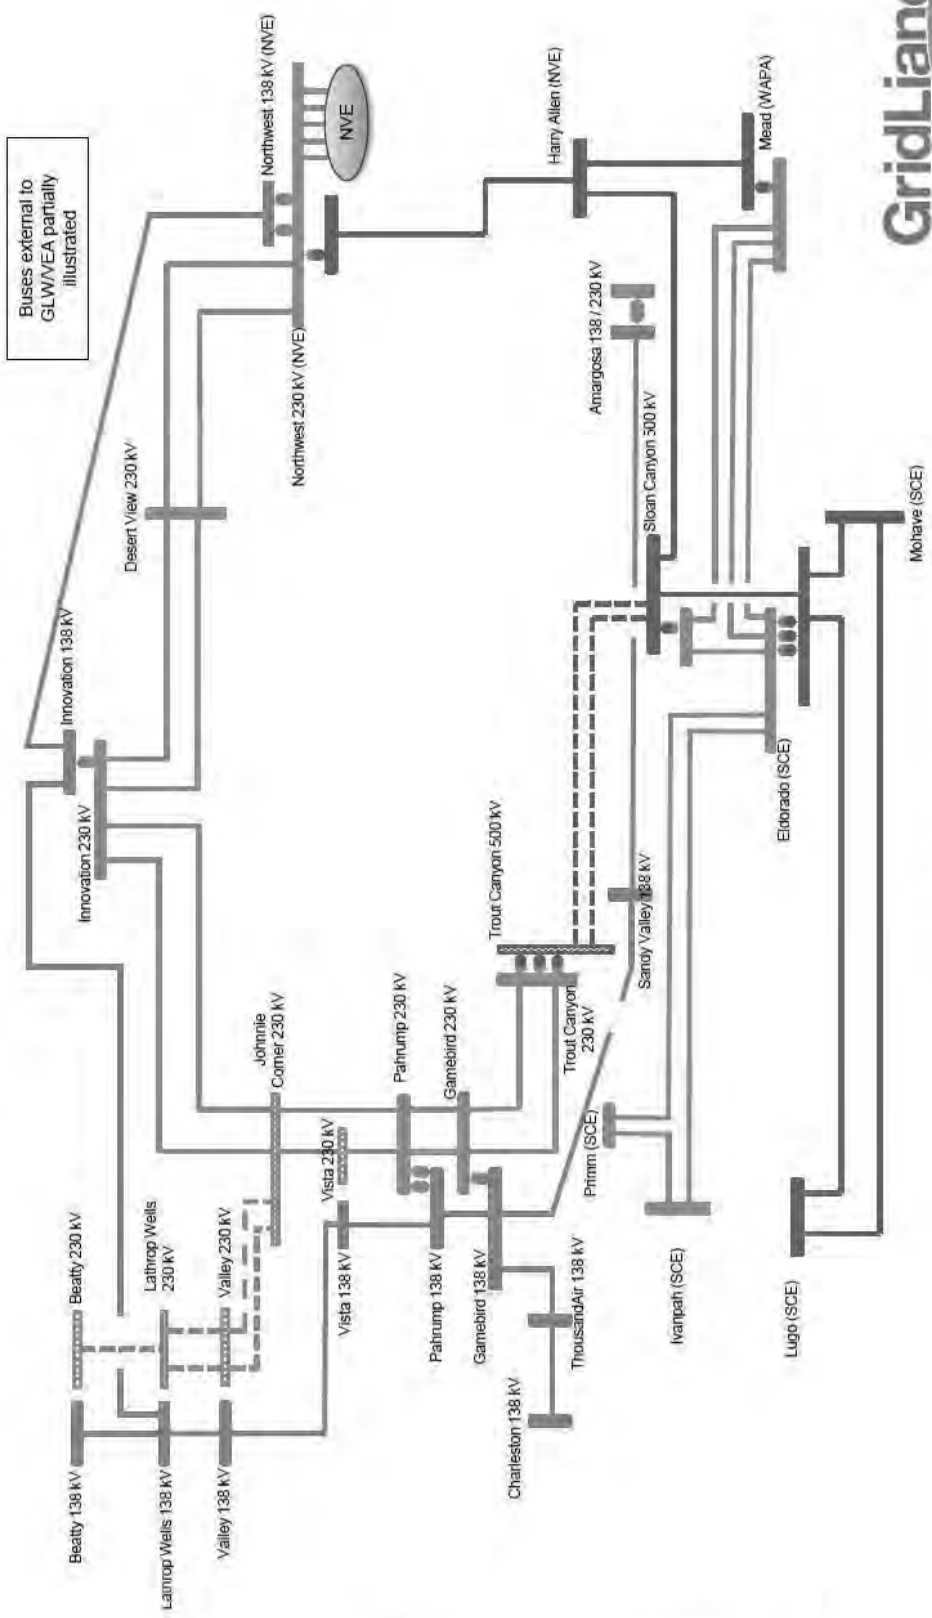 Buses external to
GLW/VEA partially
illustrated
Northwest 138 kV (NVE)
NVE
Northwest 230 kV (NVE)
Harry Allen (NVE)
Mead (WAPA)
Desert View 230 kV
Innovation 138 kV
Innovation 230 kV
Amargosa 138 / 230 kV
Sloan Canyon 500 kV
Mohave (SCE)
Eldorado (SCE)
Trout Canyon 500 kV
Sandy Valley 138 kV
Trout Canyon
230 kV
Johnnie
Corner 230 kV
Pahrump 230 kV
Gamebird 230 kV
Vista 230 kV
Primm (SCE)
Ivanpah (SCE)
Lugo (SCE)
Beatty 230 kV
Lathrop Wells
230 kV
Valley 230 kV
Vista 138 kV
Pahrump 138 kV
Gamebird 138 kV
ThousandAir 138 kV
Charleston 138 kV
Beatty 138 kV
Lathrop Wells 138 kV
Valley 138 kV